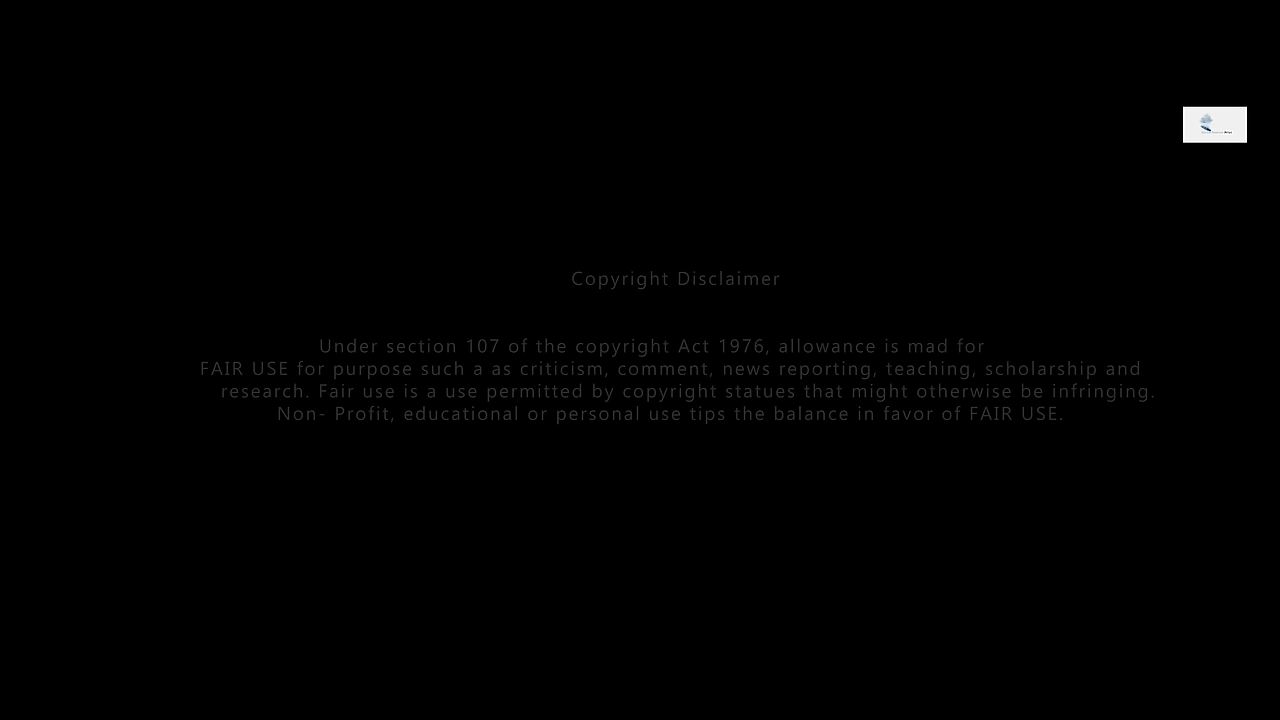 Copyright Disclaimer
Under section 107 of the copyright Act 1976, allowance is mad for
FAIR USE for purpose such a as criticism, comment, news reporting, teaching, scholarship and
research. Fair use is a use permitted by copyright statues that might otherwise be infringing.
Non- Profit, educational or personal use tips the balance in favor of FAIR USE.